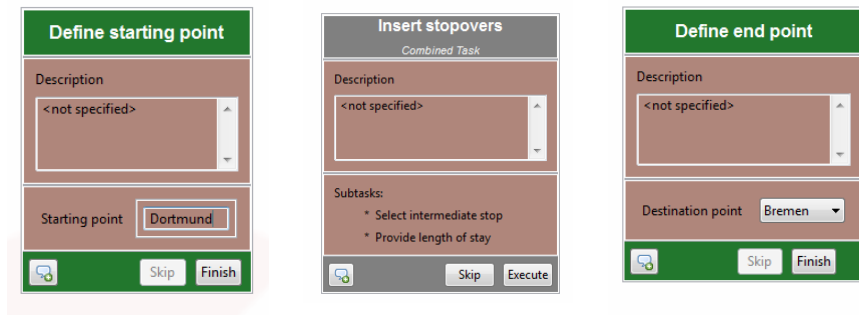 Define starting point
Description
<not specified>
Starting point Dortmund
Skip Finish
Insert stopovers
Combined Task
Description
<not specified>
Subtasks:
* Select intermediate stop
* Provide length of stay
Skip Execute
Define end point
Description
<not specified>
Destination point Bremen
Skip Finish